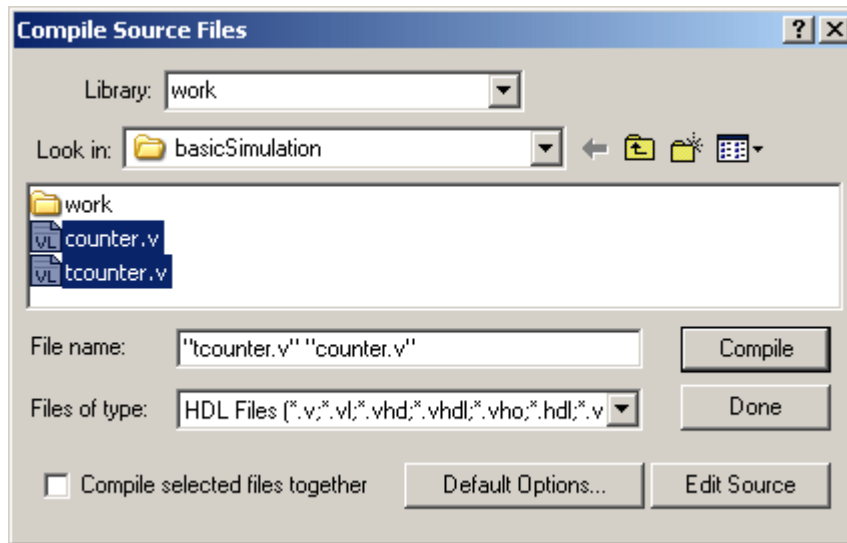 Compile Source Files
Library: work
Look in: basicSimulation
work
counter.v
tcounter.v
File name: "tcounter.v" "counter.v" Compile
Files of type: HDL Files (*.v;*.vl;*.vhd;*.vhdl;*.vho;*.hdl;*.v Done
Compile selected files together Default Options... Edit Source